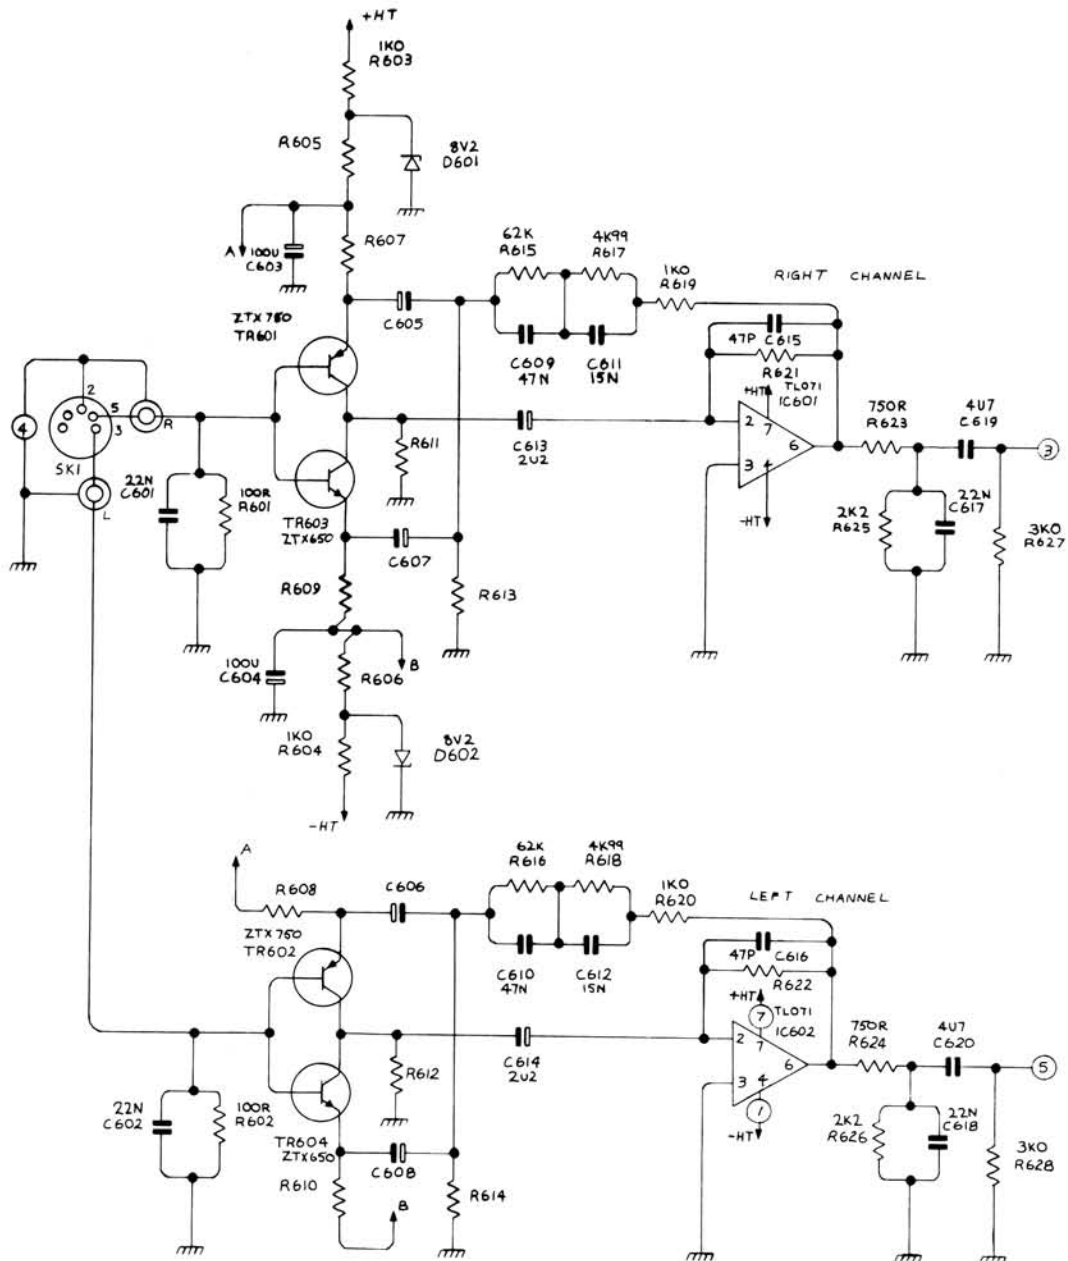 +HT
1K0
R603
R605
8V2
D601
A
100U
C603
R607
62K
R615
4K99
R617
1K0
R619
RIGHT CHANNEL
C605
ZTX750
TR601
C609
47N
C611
15N
47P C615
R621
+HT
TL071
IC601
2
5
3
4
R
SK1
L
22N
C601
100R
R601
R611
C613
2U2
2
7
6
3
4
-HT
750R
R623
4U7
C619
3
TR603
ZTX650
C607
2K2
R625
22N
C617
3K0
R627
R609
R613
100U
C604
B
R606
1K0
R604
8V2
D602
-HT
A
R608
C606
62K
R616
4K99
R618
1K0
R620
LEFT CHANNEL
ZTX750
TR602
C610
47N
C612
15N
47P C616
R622
+HT
7
TL071
IC602
2
7
6
3
4
1
-HT
R612
C614
2U2
750R
R624
4U7
C620
5
22N
C602
100R
R602
TR604
ZTX650
C608
2K2
R626
22N
C618
3K0
R628
R610
B
R614